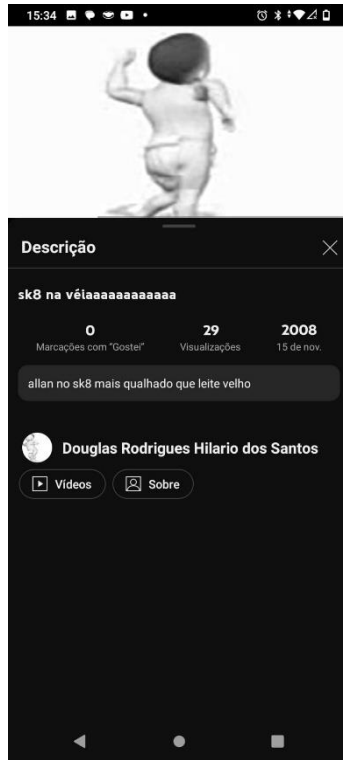 15:34
Descrição
sk8 na véiaaaaaaaaaaaa
0 29 2008
Marcações com "Gostei" Visualizações 15 de nov.
allan no sk8 mais qualhado que leite velho
Douglas Rodrigues Hilario dos Santos
Vídeos Sobre